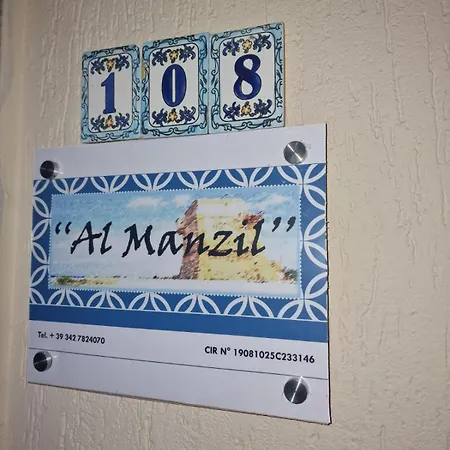 108
"Al Manzil"
Tel. + 39 342 7824070
CIR N° 19081025C233146